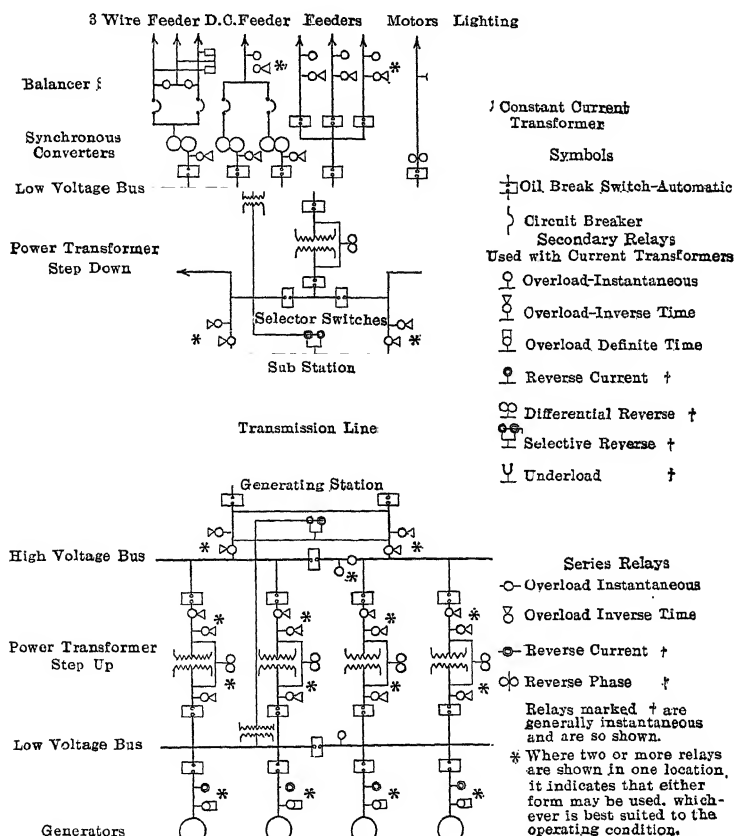 3 Wire Feeder D.C.Feeder Feeders Motors Lighting
Balancer
Synchronous
Converters
Low Voltage Bus
Power Transformer
Step Down
Selector Switches
*
*
*
*
Sub Station
Transmission Line
Generating Station
*
*
High Voltage Bus
*
*
*
*
*
Power Transformer
Step Up
*
*
*
*
Low Voltage Bus
*
*
*
*
Generators
Constant Current
Transformer
Symbols
Oil Break Switch-Automatic
Circuit Breaker
Secondary Relays
Used with Current Transformers
Overload-Instantaneous
Overload-Inverse Time
Overload Definite Time
Reverse Current †
Differential Reverse †
Selective Reverse †
Underload †
Series Relays
Overload Instantaneous
Overload Inverse Time
Reverse Current †
Reverse Phase †
Relays marked † are
generally instantaneous
and are so shown.
* Where two or more relays
are shown in one location,
it indicates that either
form may be used. which-
ever is best suited to the
operating condition.